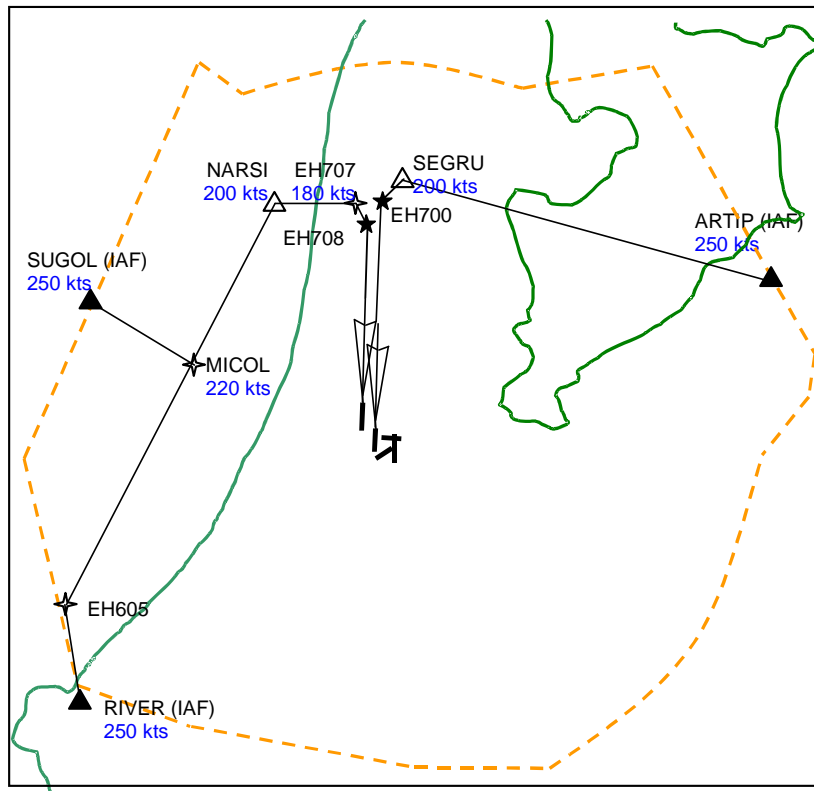 SEGRU
200 kts
NARSI
200 kts
EH707
180 kts
EH700
ARTIP (IAF)
250 kts
EH708
SUGOL (IAF)
250 kts
MICOL
220 kts
EH605
RIVER (IAF)
250 kts